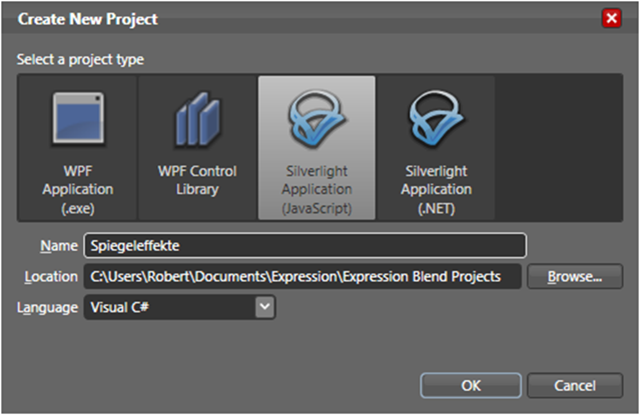 Create New Project
Select a project type
WPF
Application
(.exe)
WPF Control
Library
Silverlight
Application
(JavaScript)
Silverlight
Application
(.NET)
Name Spiegeleffekte
Location C:\Users\Robert\Documents\Expression\Expression Blend Projects Browse...
Language Visual C#
OK Cancel